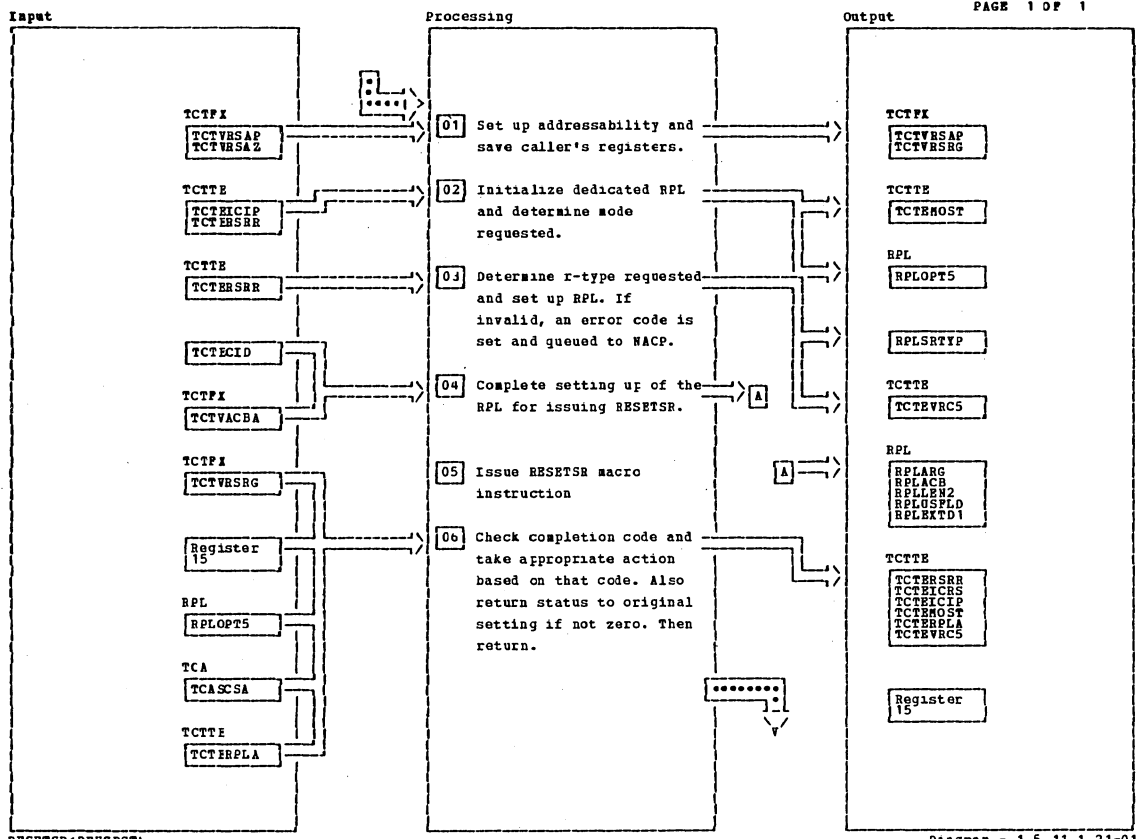 PAGE 1 OF 1
Input
Processing
Output
TCTPX
TCTVRSAP
TCTVRSAZ
TCTTE
TCTEICIP
TCTERSRR
TCTTE
TCTERSRR
TCTECID
TCTPX
TCTVACBA
TCTPX
TCTVRSRG
Register
15
RPL
RPLOPT5
TCA
TCASCSA
TCTTE
TCTERPLA
01 Set up addressability and
save caller's registers.
02 Initialize dedicated RPL
and determine mode
requested.
03 Determine r-type requested
and set up RPL. If
invalid, an error code is
set and queued to NACP.
04 Complete setting up of the
RPL for issuing RESETSR.
A
05 Issue RESETSR macro
instruction
06 Check completion code and
take appropriate action
based on that code. Also
return status to original
setting if not zero. Then
return.
TCTPX
TCTVRSAP
TCTVRSRG
TCTTE
TCTEMOST
RPL
RPLOPT5
RPLSRTYP
TCTTE
TCTEVRC5
A
RPL
RPLARG
RPLACB
RPLLEN2
RPLUSFLD
RPLEXTD1
TCTTE
TCTERSRR
TCTEICRS
TCTEICIP
TCTEMOST
TCTERPLA
TCTEVRC5
Register
15